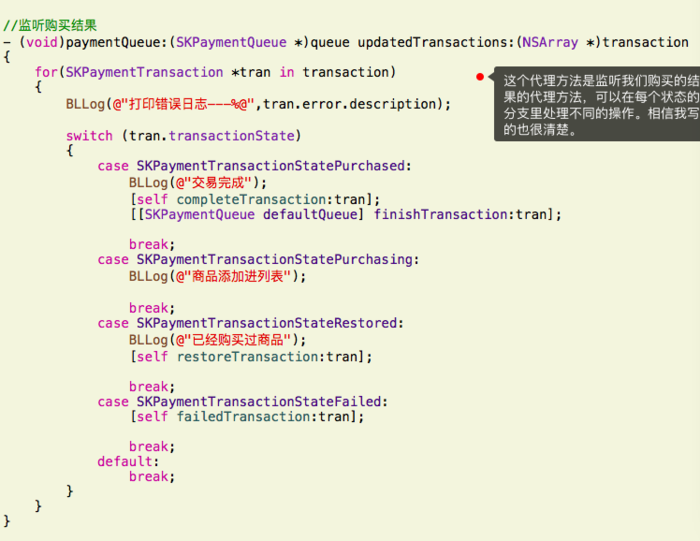 //监听购买结果
- (void)paymentQueue:(SKPaymentQueue *)queue updatedTransactions:(NSArray *)transaction
{
for(SKPaymentTransaction *tran in transaction)
{
BLLog(@"打印错误日志---%@",tran.error.description);
switch (tran.transactionState)
{
case SKPaymentTransactionStatePurchased:
BLLog(@"交易完成");
[self completeTransaction:tran];
[[SKPaymentQueue defaultQueue] finishTransaction:tran];
break;
case SKPaymentTransactionStatePurchasing:
BLLog(@"商品添加进列表");
break;
case SKPaymentTransactionStateRestored:
BLLog(@"已经购买过商品");
[self restoreTransaction:tran];
break;
case SKPaymentTransactionStateFailed:
[self failedTransaction:tran];
break;
default:
break;
}
}
}
这个代理方法是监听我们购买的结
果的代理方法，可以在每个状态的
分支里处理不同的操作。相信我写
的也很清楚。